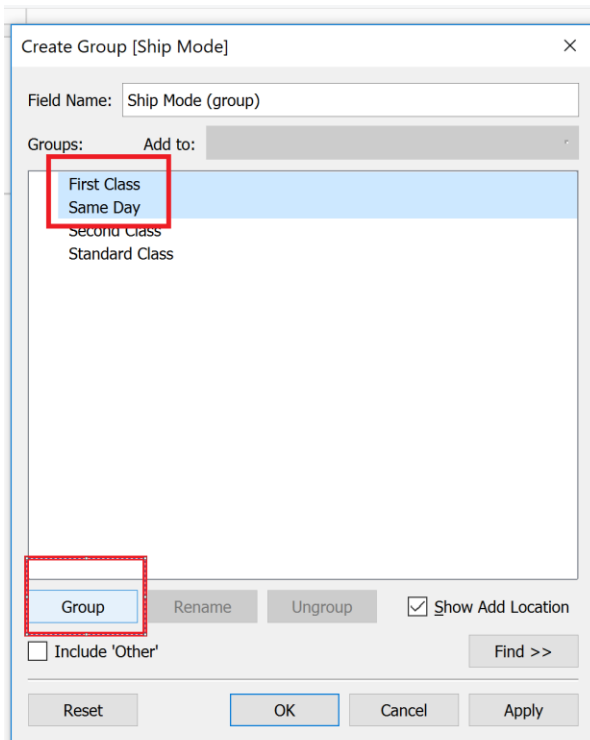 Create Group [Ship Mode]
Field Name: Ship Mode (group)
Groups: Add to:
First Class
Same Day
Second Class
Standard Class
Group Rename Ungroup Show Add Location
Include 'Other' Find >>
Reset OK Cancel Apply